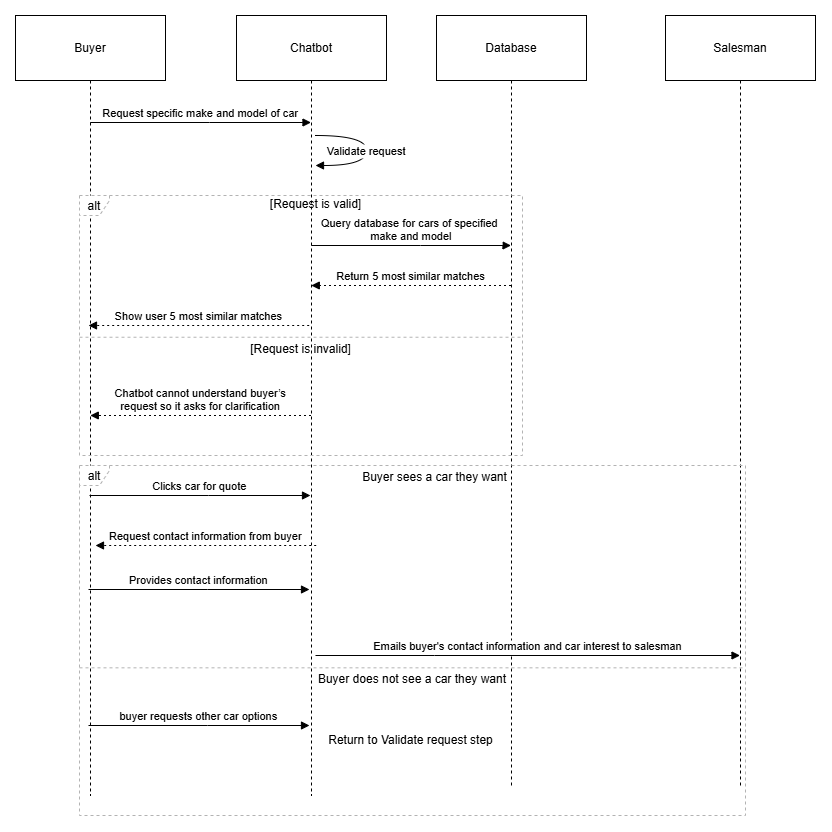 Buyer
Chatbot
Database
Salesman
Request specific make and model of car
Validate request
alt
[Request is valid]
Query database for cars of specified
make and model
Return 5 most similar matches
Show user 5 most similar matches
[Request is invalid]
Chatbot cannot understand buyer's
request so it asks for clarification
alt
Buyer sees a car they want
Clicks car for quote
Request contact information from buyer
Provides contact information
Emails buyer's contact information and car interest to salesman
Buyer does not see a car they want
buyer requests other car options
Return to Validate request step